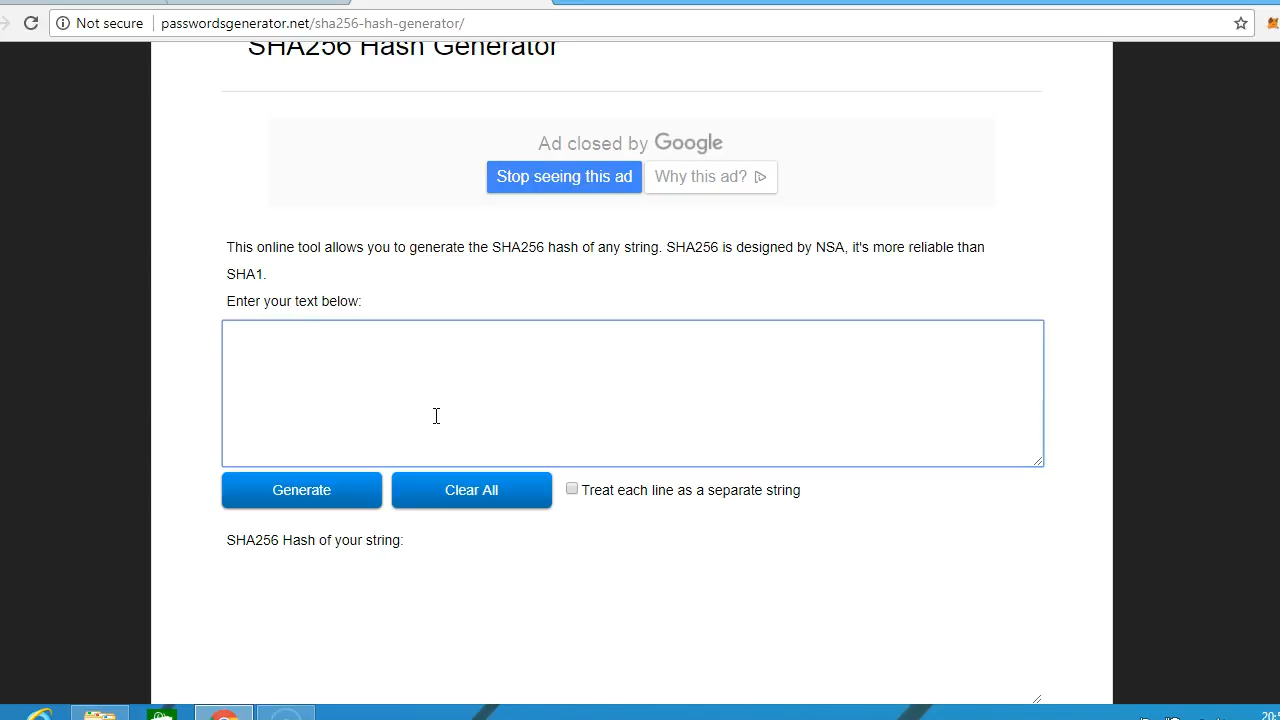 Not secure passwordsgenerator.net/sha256-hash-generator/
SHA256 Hash Generator
Ad closed by Google
Stop seeing this ad Why this ad?
This online tool allows you to generate the SHA256 hash of any string. SHA256 is designed by NSA, it's more reliable than
SHA1.
Enter your text below:
Generate Clear All Treat each line as a separate string
SHA256 Hash of your string: